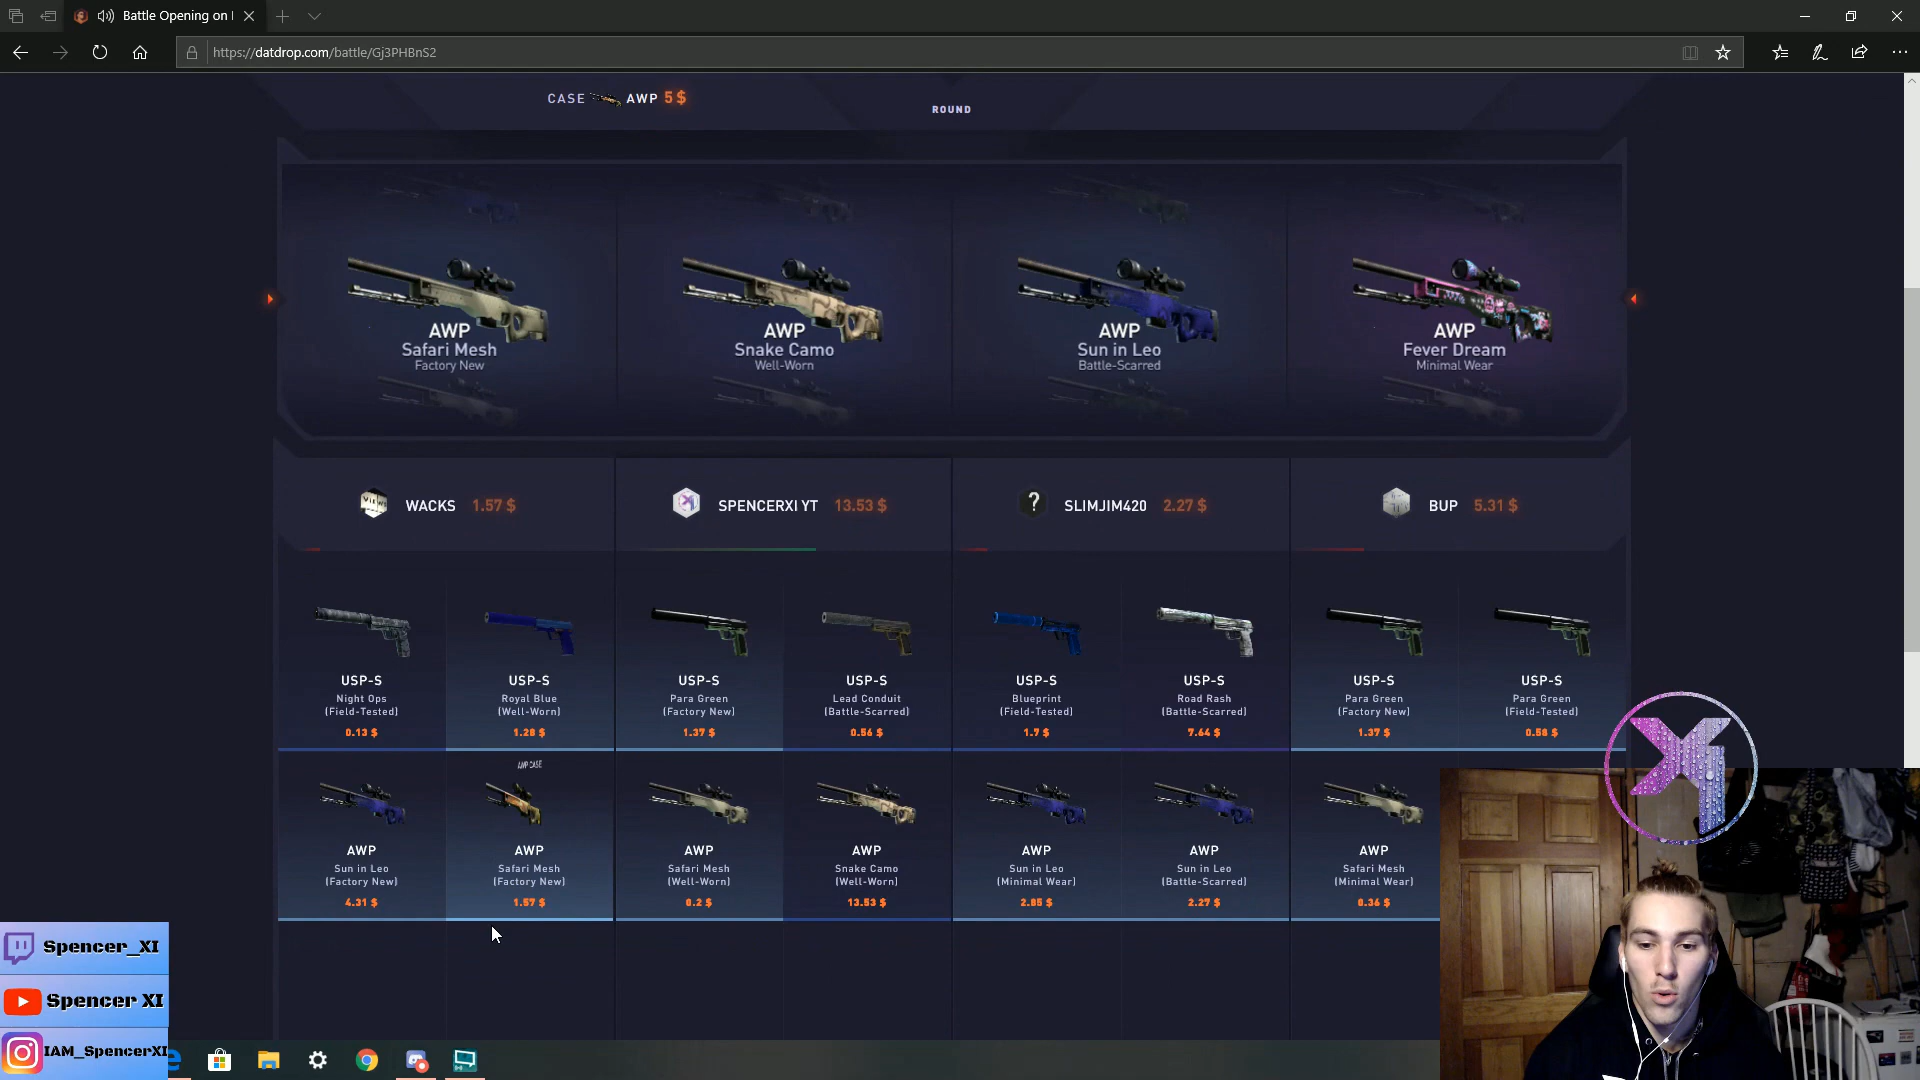 Battle Opening on
https://datdrop.com/battle/Gj3PHBnS2
CASE AWP 5 $
ROUND
AWP
Safari Mesh
Factory New
AWP
Snake Camo
Well-Worn
AWP
Sun in Leo
Battle-Scarred
AWP
Fever Dream
Minimal Wear
WACKS 1.57 $
SPENCERXI YT 13.53 $
? SLIMJIM420 2.27 $
BUP 5.31 $
USP-S
Night Ops
(Field-Tested)
0.13 $
USP-S
Royal Blue
(Well-Worn)
1.28 $
USP-S
Para Green
(Factory New)
1.37 $
USP-S
Lead Conduit
(Battle-Scarred)
0.56 $
USP-S
Blueprint
(Field-Tested)
1.7 $
USP-S
Road Rash
(Battle-Scarred)
7.64 $
USP-S
Para Green
(Factory New)
1.37 $
USP-S
Para Green
(Field-Tested)
0.58 $
AWP
Sun in Leo
(Factory New)
4.31 $
AWP CASE
AWP
Safari Mesh
(Factory New)
1.57 $
AWP
Safari Mesh
(Well-Worn)
0.2 $
AWP
Snake Camo
(Well-Worn)
13.53 $
AWP
Sun in Leo
(Minimal Wear)
2.85 $
AWP
Sun in Leo
(Battle-Scarred)
2.27 $
AWP
Safari Mesh
(Minimal Wear)
0.36 $
XI
Spencer_XI
Spencer XI
IAM_SpencerXI